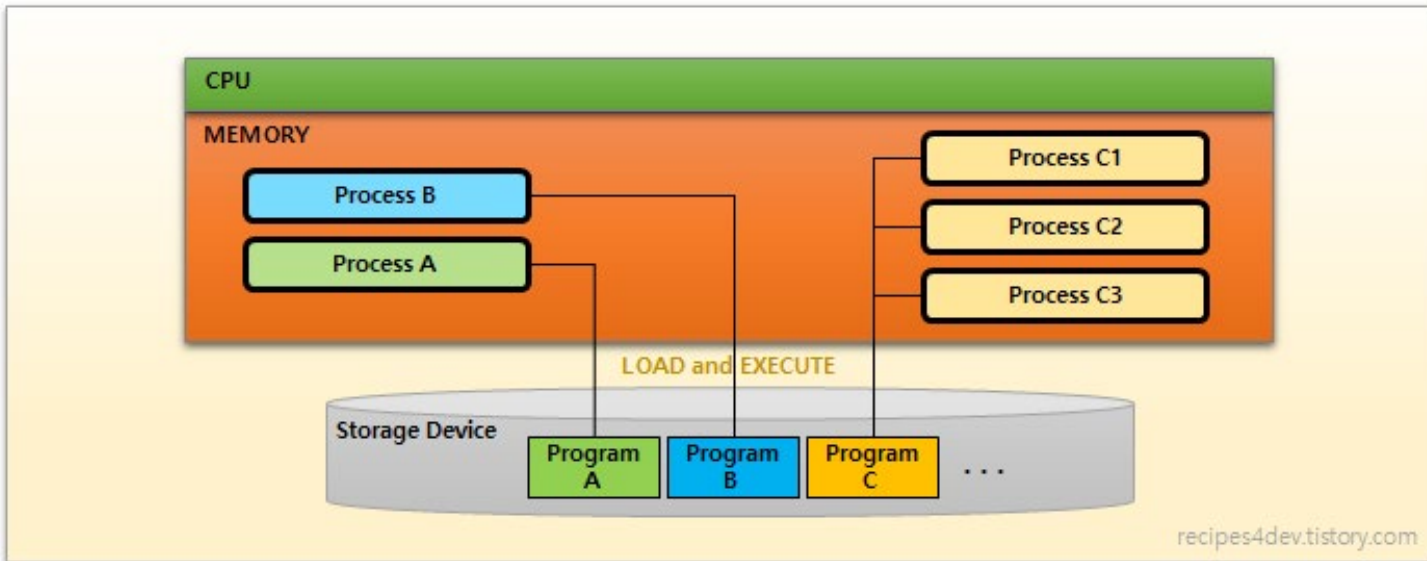 CPU
MEMORY
Process B
Process A
Process C1
Process C2
Process C3
LOAD and EXECUTE
Storage Device
Program
A
Program
B
Program
C
...
recipes4dev.tistory.com